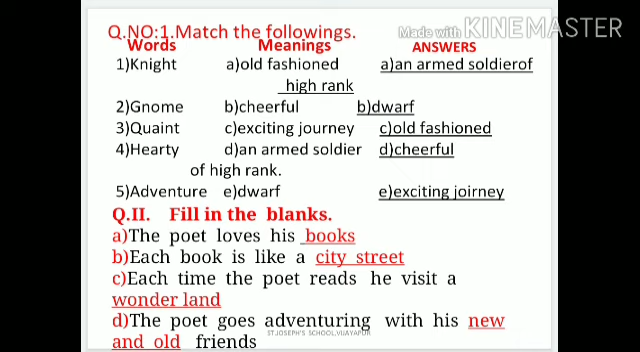 Q.NO:1.Match the followings.
Made with KINEMASTER
Words Meanings ANSWERS
1)Knight a)old fashioned a)an armed soldierof
high rank
2)Gnome b)cheerful b)dwarf
3)Quaint c)exciting journey c)old fashioned
4)Hearty d)an armed soldier d)cheerful
of high rank.
5)Adventure e)dwarf e)exciting joirney
Q.II. Fill in the blanks.
a)The poet loves his books
b)Each book is like a city street
c)Each time the poet reads he visit a
wonder land
d)The poet goes adventuring with his new
ST.JOSEPH'S SCHOOL,VIJAYAPUR
and old friends